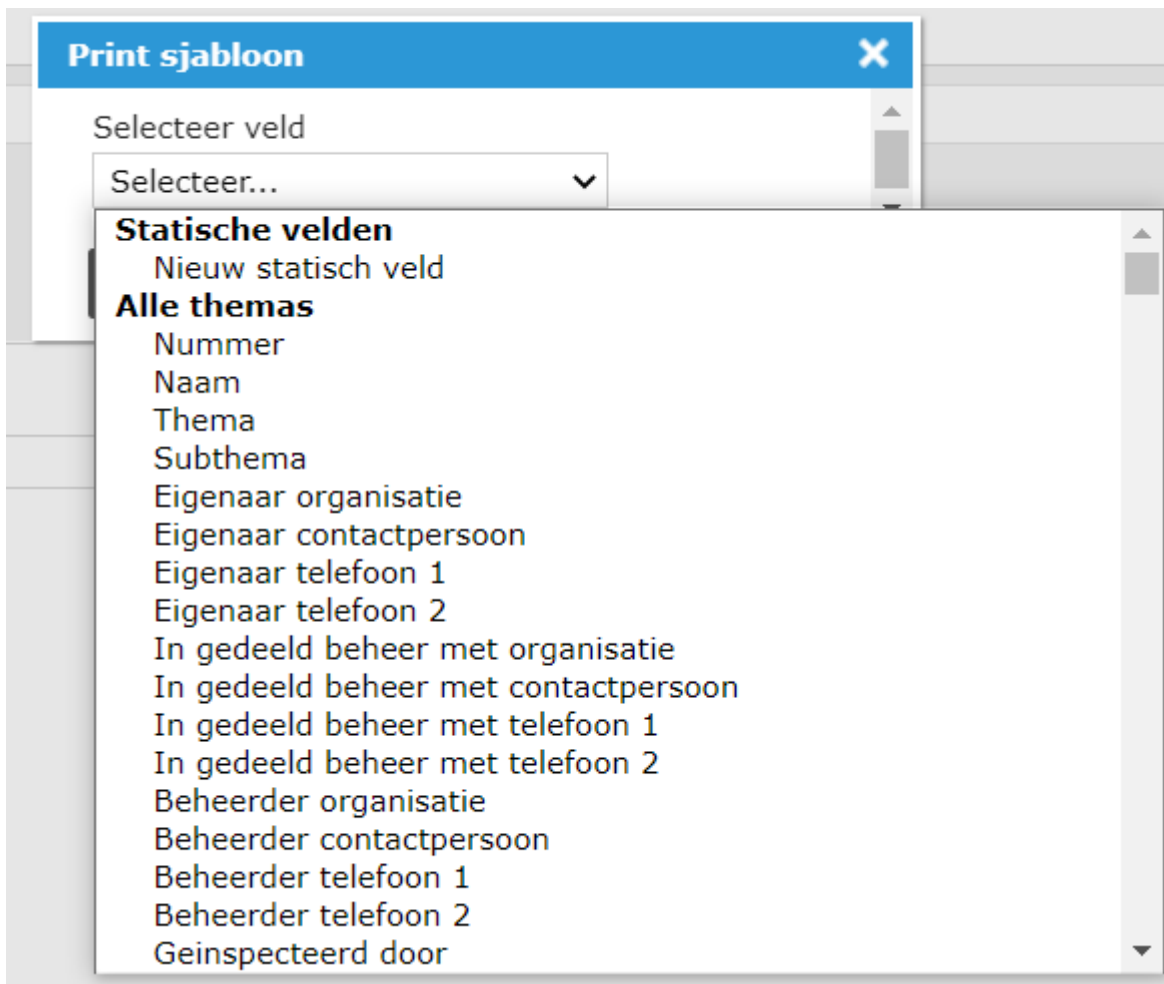 Print sjabloon
Selecteer veld
Selecteer...
Statische velden
Nieuw statisch veld
Alle themas
Nummer
Naam
Thema
Subthema
Eigenaar organisatie
Eigenaar contactpersoon
Eigenaar telefoon 1
Eigenaar telefoon 2
In gedeeld beheer met organisatie
In gedeeld beheer met contactpersoon
In gedeeld beheer met telefoon 1
In gedeeld beheer met telefoon 2
Beheerder organisatie
Beheerder contactpersoon
Beheerder telefoon 1
Beheerder telefoon 2
Geinspecteerd door